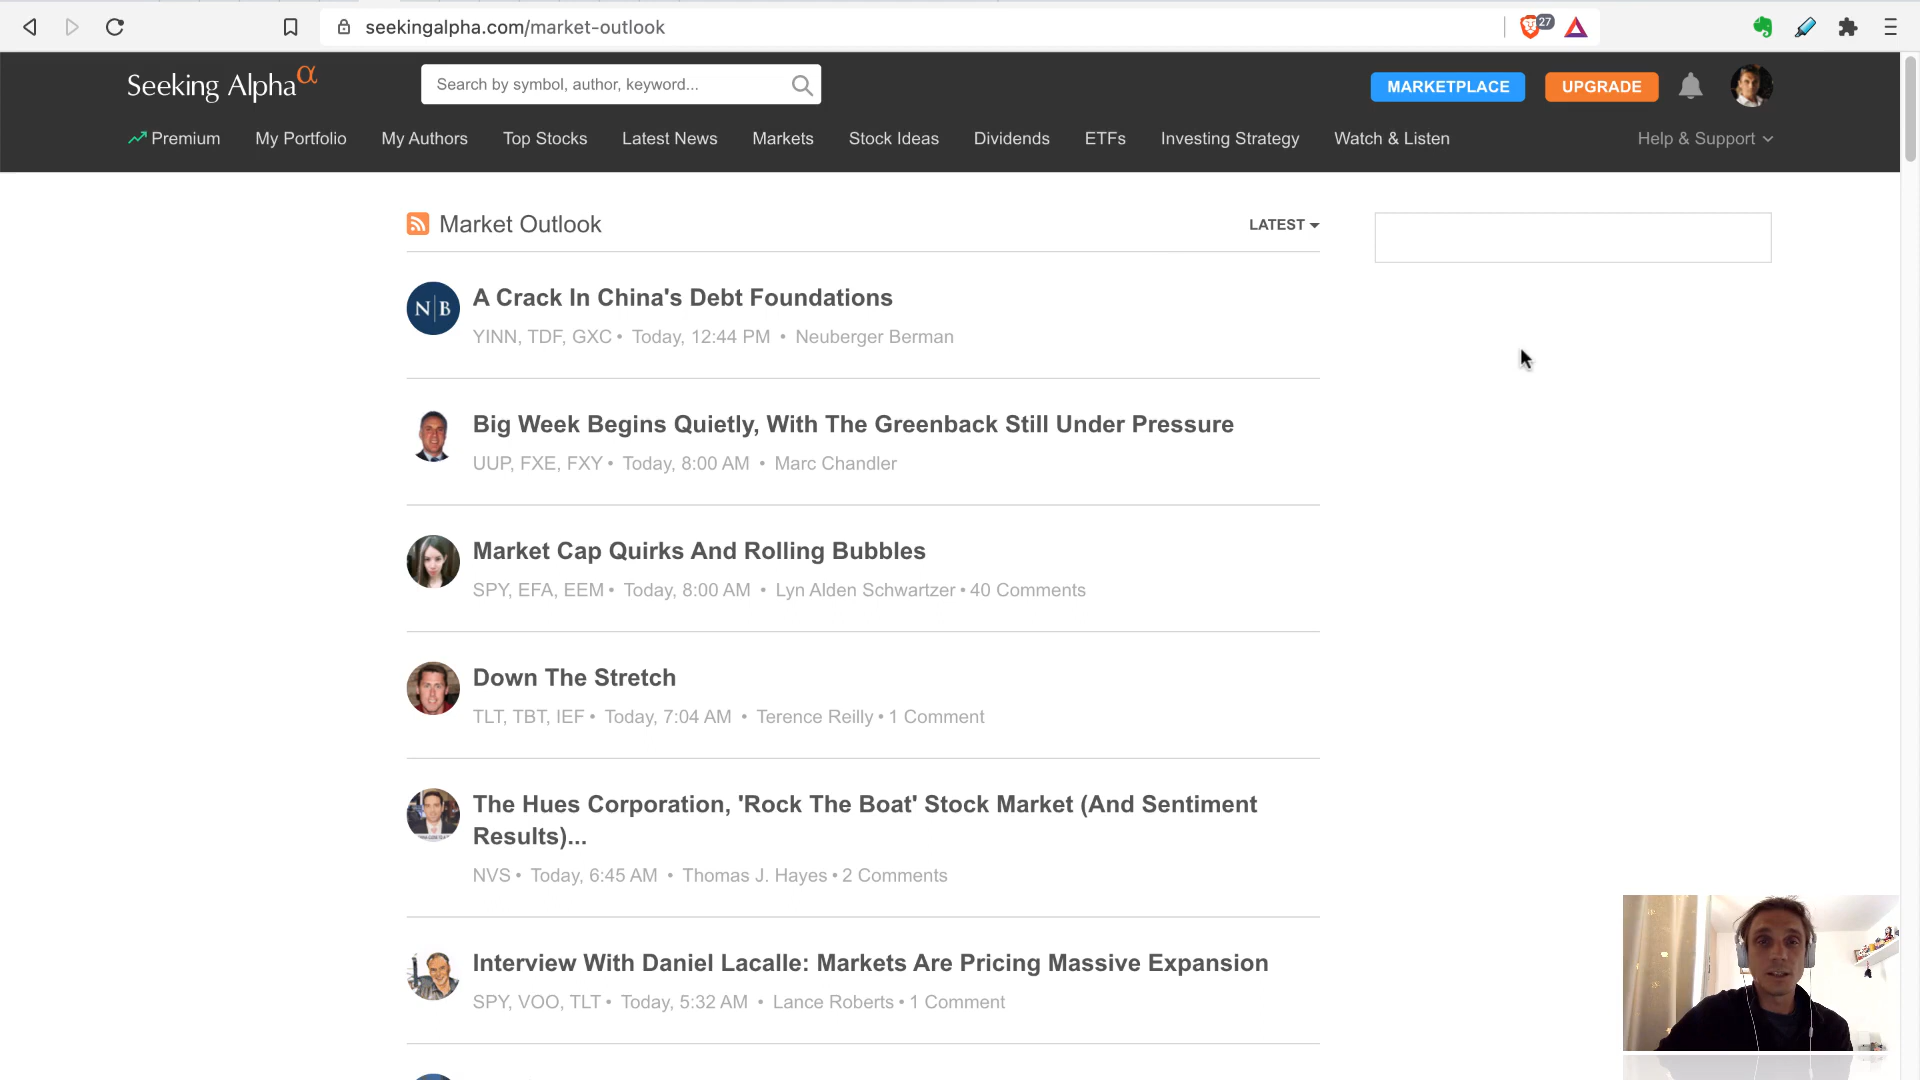 seekingalpha.com/market-outlook
27
Seeking Alpha α
Search by symbol, author, keyword...
MARKETPLACE
UPGRADE
Premium
My Portfolio
My Authors
Top Stocks
Latest News
Markets
Stock Ideas
Dividends
ETFs
Investing Strategy
Watch & Listen
Help & Support
Market Outlook
LATEST
N|B
A Crack In China's Debt Foundations
YINN, TDF, GXC • Today, 12:44 PM • Neuberger Berman
Big Week Begins Quietly, With The Greenback Still Under Pressure
UUP, FXE, FXY • Today, 8:00 AM • Marc Chandler
Market Cap Quirks And Rolling Bubbles
SPY, EFA, EEM • Today, 8:00 AM • Lyn Alden Schwartzer • 40 Comments
Down The Stretch
TLT, TBT, IEF • Today, 7:04 AM • Terence Reilly • 1 Comment
The Hues Corporation, 'Rock The Boat' Stock Market (And Sentiment
Results)...
NVS • Today, 6:45 AM • Thomas J. Hayes • 2 Comments
Interview With Daniel Lacalle: Markets Are Pricing Massive Expansion
SPY, VOO, TLT • Today, 5:32 AM • Lance Roberts • 1 Comment